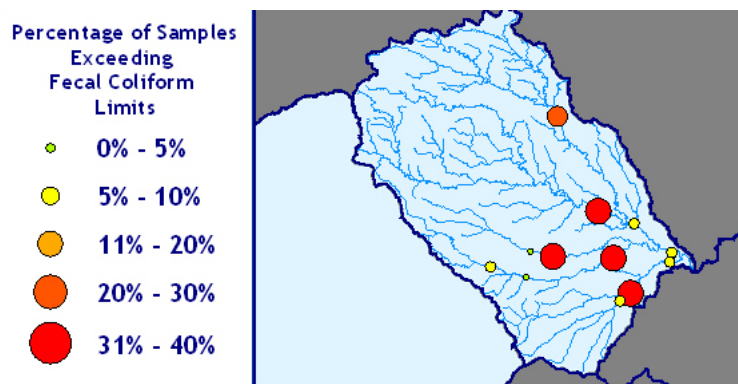 Percentage of Samples
Exceeding
Fecal Coliform
Limits
0% - 5%
5% - 10%
11% - 20%
20% - 30%
31% - 40%